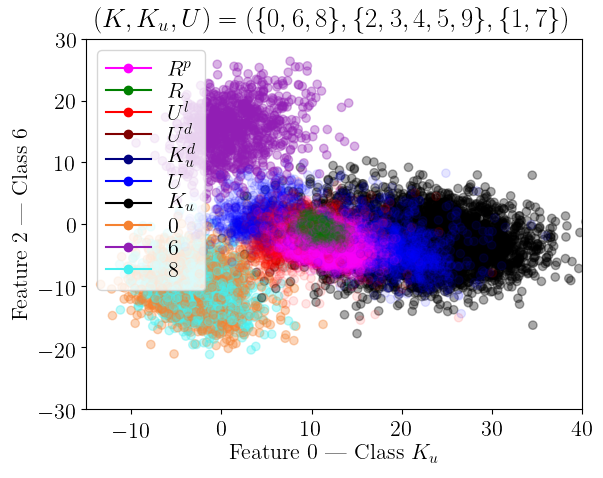 (K, K_u, U) = ({0, 6, 8}, {2, 3, 4, 5, 9}, {1, 7})
30
20
10
0
−10
−20
−30
Feature 2 — Class 6
R^p
R
U^l
U^d
K_u^d
U
K_u
0
6
8
−10
0
10
20
30
40
Feature 0 — Class K_u